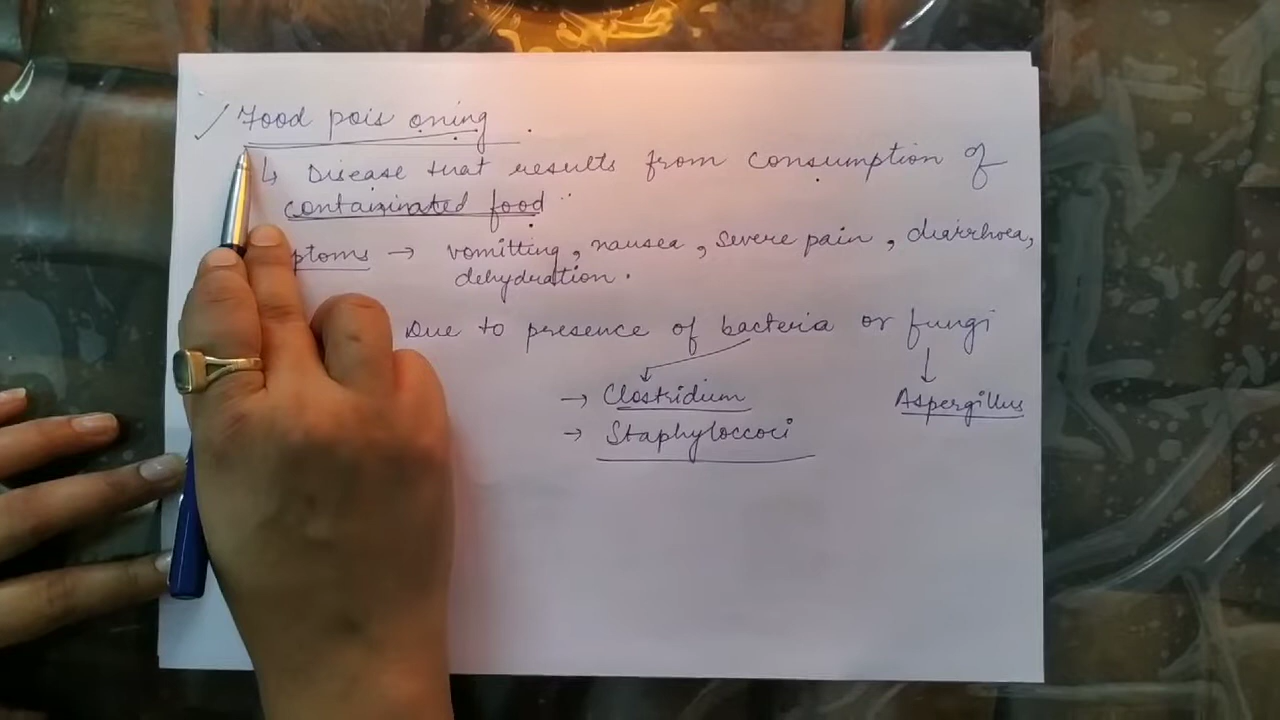 Food poisoning
↳ Disease that results from consumption of
contaminated food
ptoms → vomitting, nausea, severe pain, diarrhoea,
dehydration.
Due to presence of bacteria or fungi
→ Clostridium Aspergillus
→ Staphyloccoci